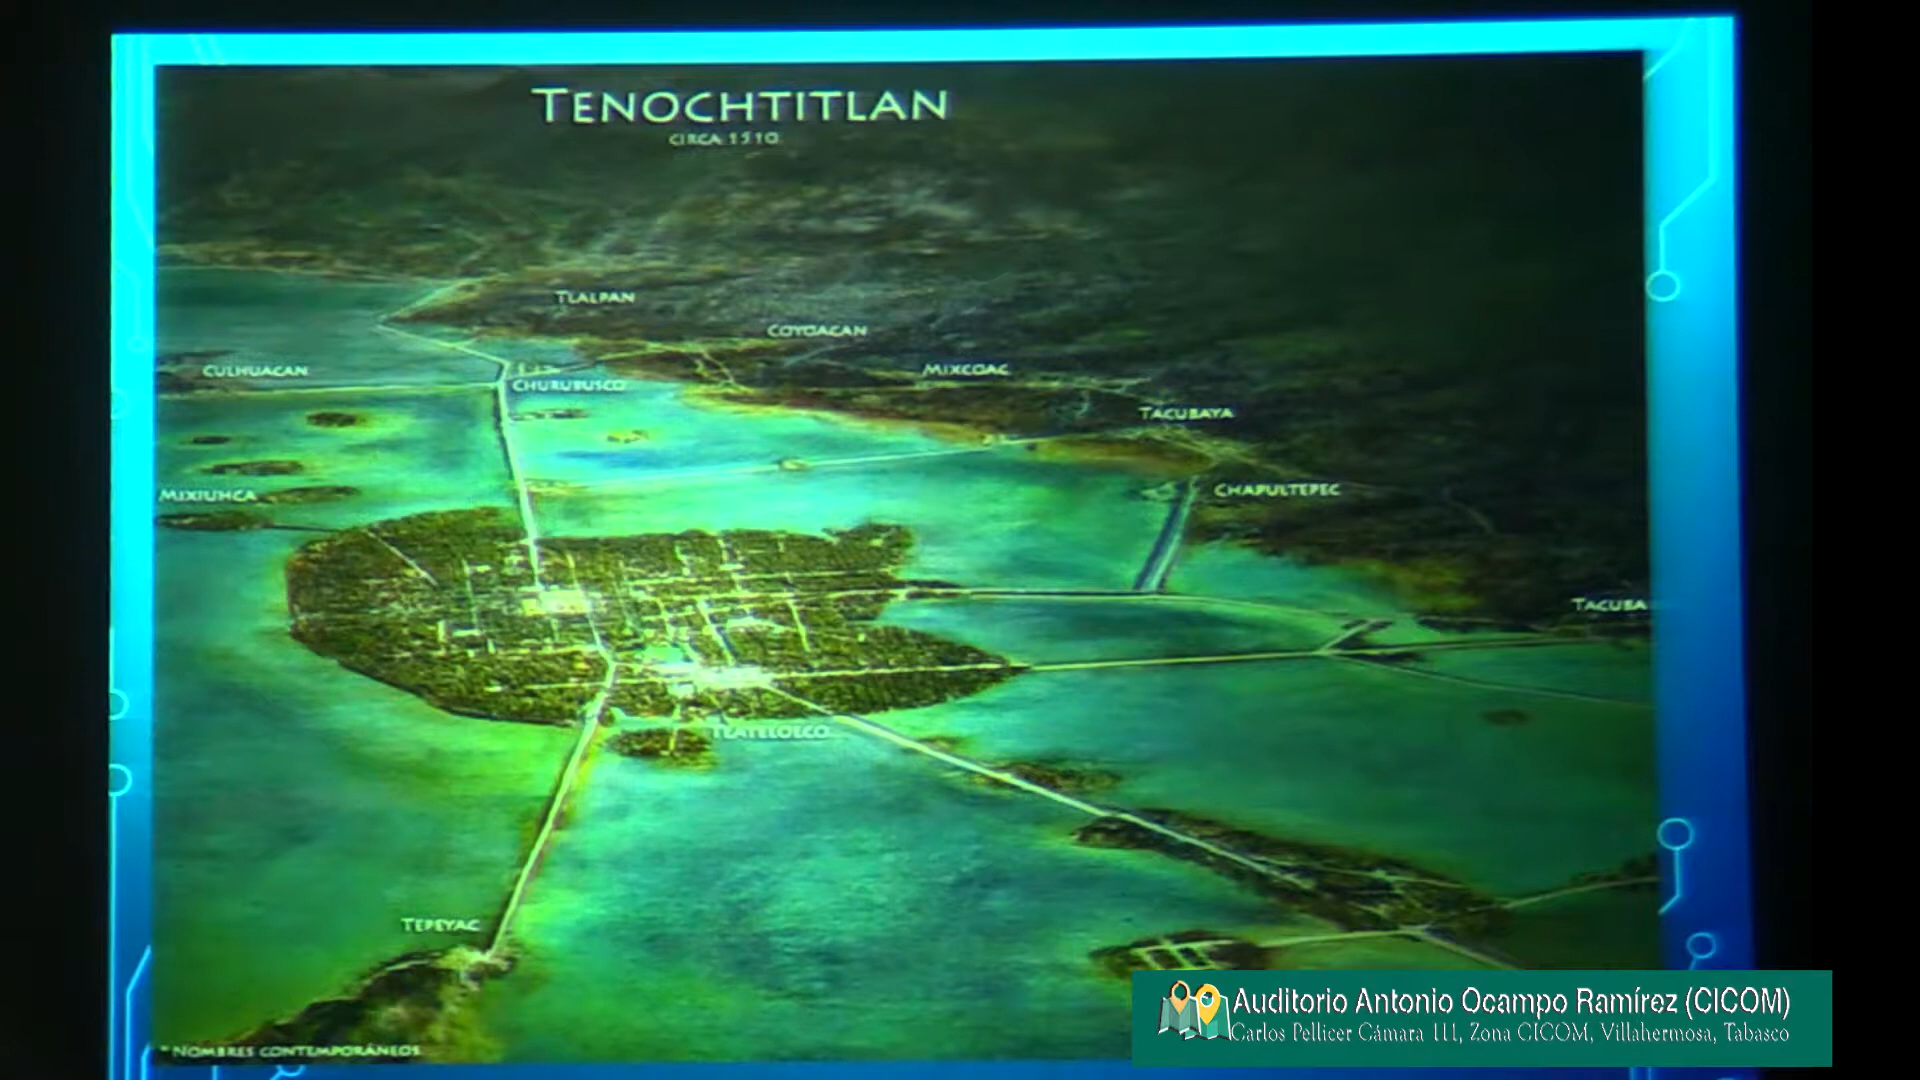 TENOCHTITLAN
CIRCA 1510
TLALPAN
COYOACAN
CULHUACAN
CHURUBUSCO
MIXCOAC
TACUBAYA
MIXIUHCA
CHAPULTEPEC
TACUBA
TLATELOLCO
TEPEYAC
* NOMBRES CONTEMPORÁNEOS
Auditorio Antonio Ocampo Ramírez (CICOM)
Carlos Pellicer Cámara 111, Zona CICOM, Villahermosa, Tabasco